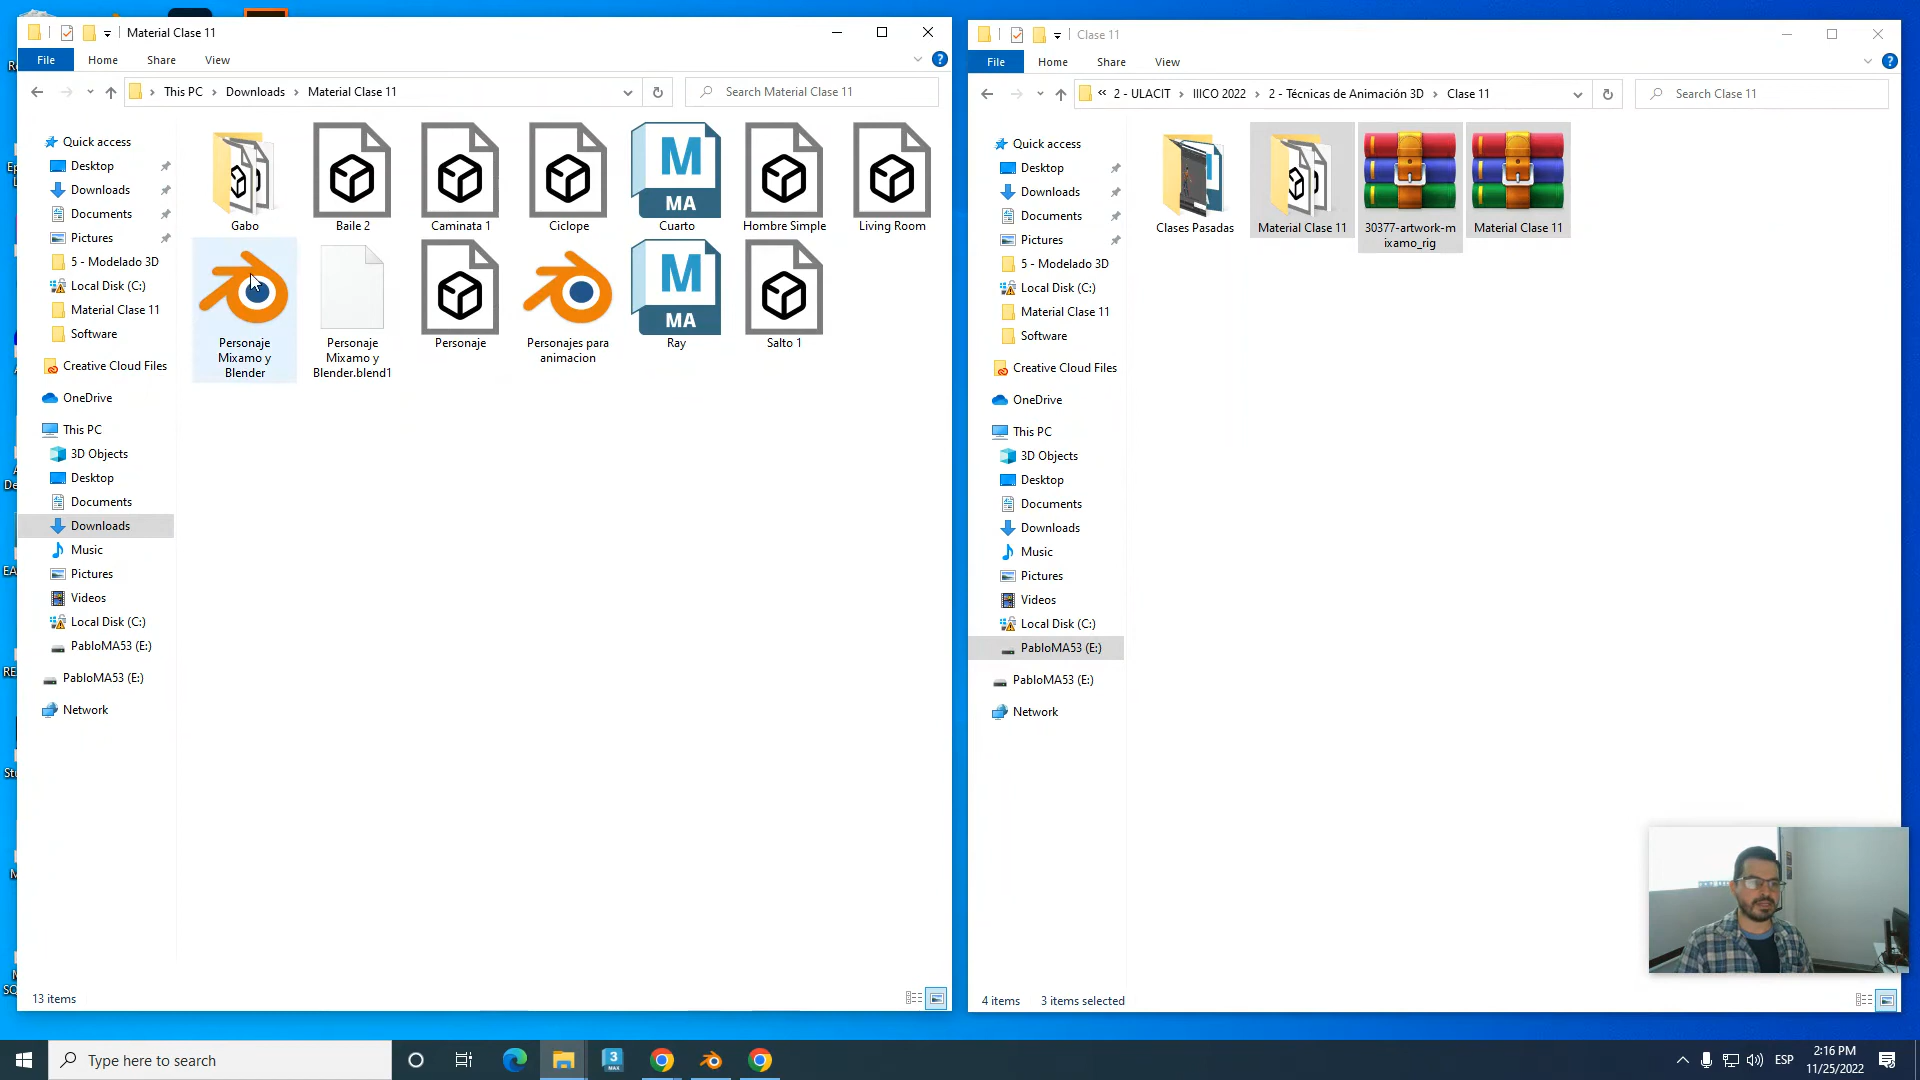 Material Clase 11
File
Home
Share
View
This PC
Downloads
Material Clase 11
Search Material Clase 11
Quick access
Desktop
Downloads
Documents
Pictures
5 - Modelado 3D
Local Disk (C:)
Material Clase 11
Software
Creative Cloud Files
OneDrive
This PC
3D Objects
Desktop
Documents
Downloads
Music
Pictures
Videos
Local Disk (C:)
PabloMA53 (E:)
PabloMA53 (E:)
Network
Gabo
Baile 2
Caminata 1
Ciclope
M
MA
Cuarto
Hombre Simple
Living Room
Personaje
Mixamo y
Blender
Personaje
Mixamo y
Blender.blend1
Personaje
Personajes para
animacion
M
MA
Ray
Salto 1
13 items
Clase 11
File
Home
Share
View
« 2 - ULACIT
IIICO 2022
2 - Técnicas de Animación 3D
Clase 11
Search Clase 11
Quick access
Desktop
Downloads
Documents
Pictures
5 - Modelado 3D
Local Disk (C:)
Material Clase 11
Software
Creative Cloud Files
OneDrive
This PC
3D Objects
Desktop
Documents
Downloads
Music
Pictures
Videos
Local Disk (C:)
PabloMA53 (E:)
PabloMA53 (E:)
Network
Clases Pasadas
Material Clase 11
30377-artwork-m
ixamo_rig
Material Clase 11
4 items
3 items selected
Type here to search
3
MAX
ESP
2:16 PM
11/25/2022